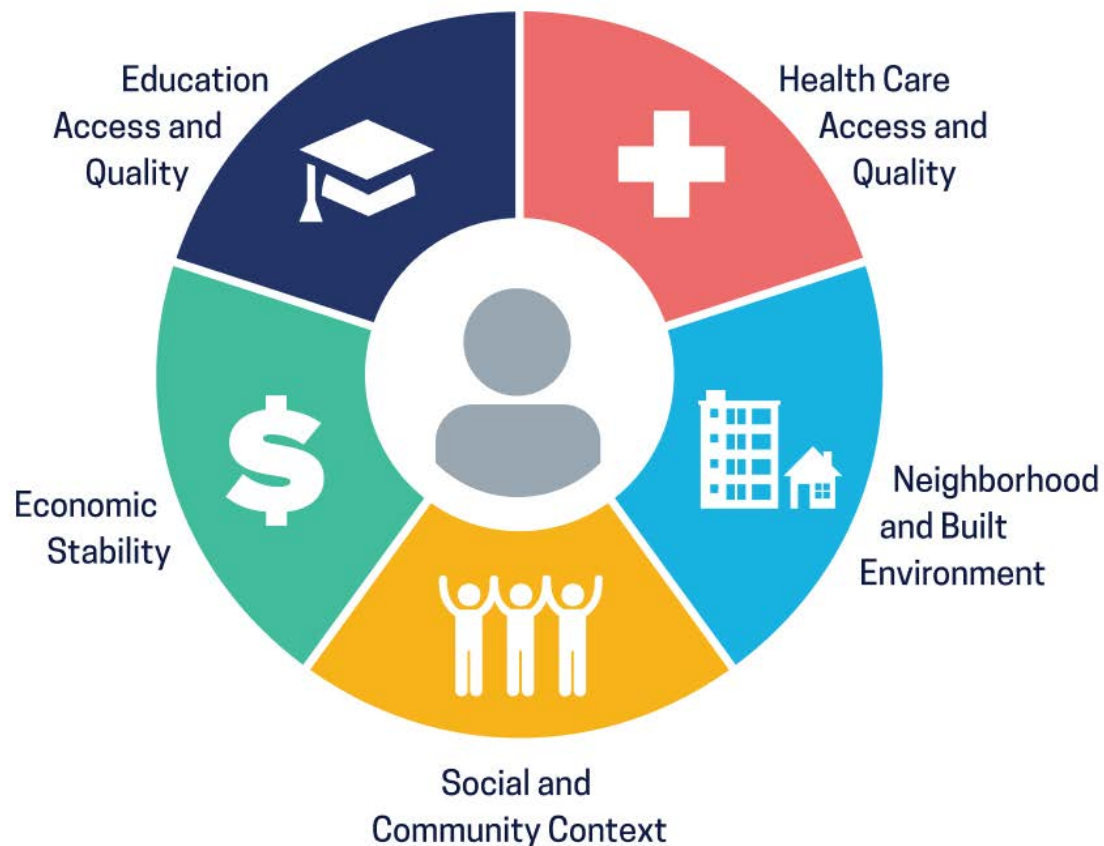 Education
Access and
Quality
Health Care
Access and
Quality
Economic
Stability
Neighborhood
and Built
Environment
Social and
Community Context